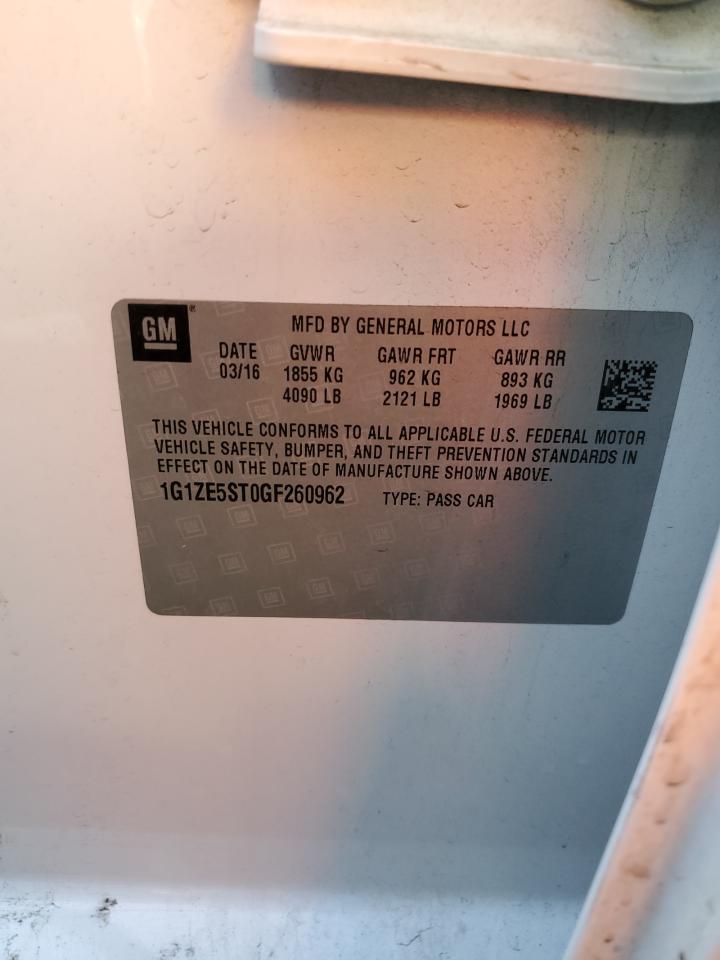 GM®
MFD BY GENERAL MOTORS LLC
DATE GVWR GAWR FRT GAWR RR
03/16 1855 KG 962 KG 893 KG
4090 LB 2121 LB 1969 LB
THIS VEHICLE CONFORMS TO ALL APPLICABLE U.S. FEDERAL MOTOR
VEHICLE SAFETY, BUMPER, AND THEFT PREVENTION STANDARDS IN
EFFECT ON THE DATE OF MANUFACTURE SHOWN ABOVE.
1G1ZE5ST0GF260962 TYPE: PASS CAR